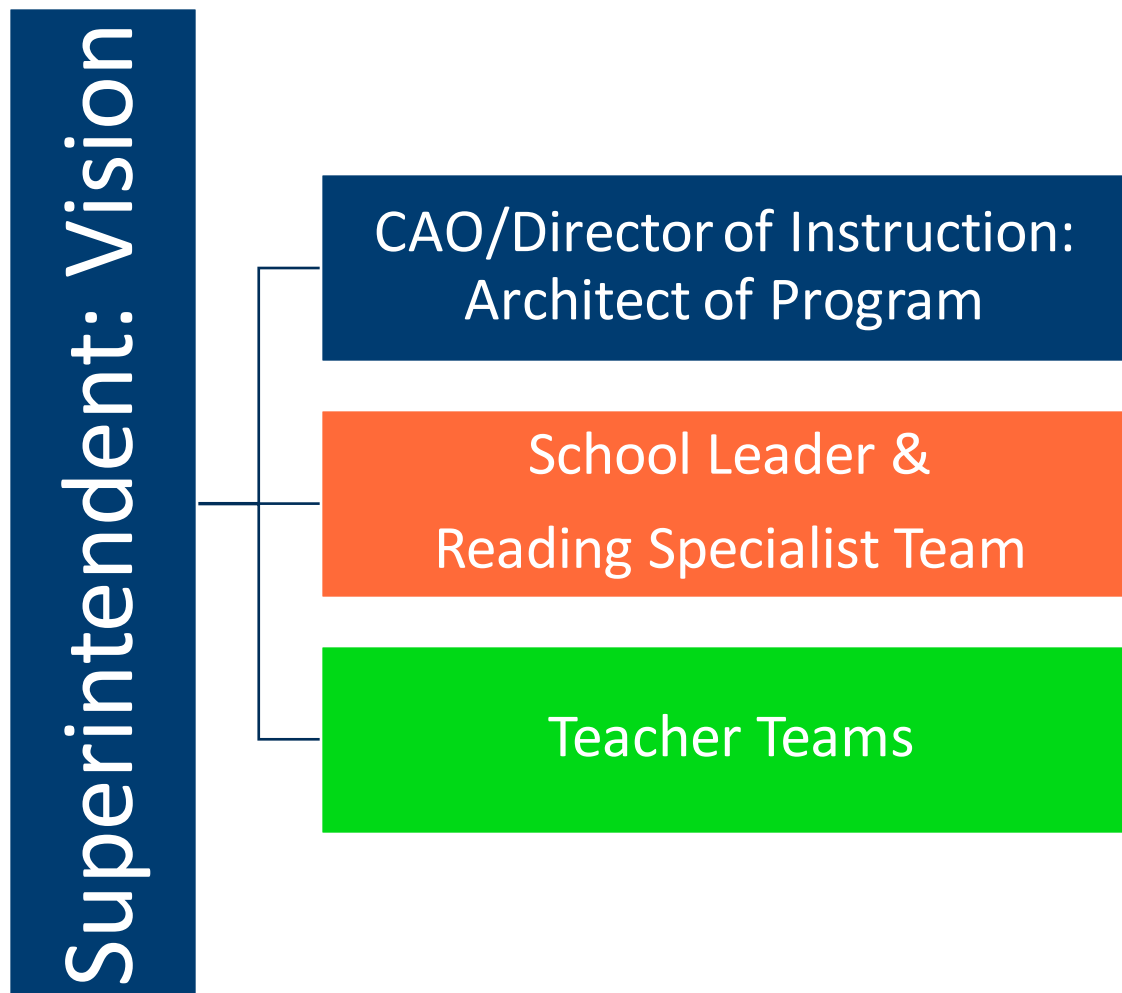 Superintendent: Vision
CAO/Director of Instruction:
Architect of Program
School Leader &
Reading Specialist Team
Teacher Teams